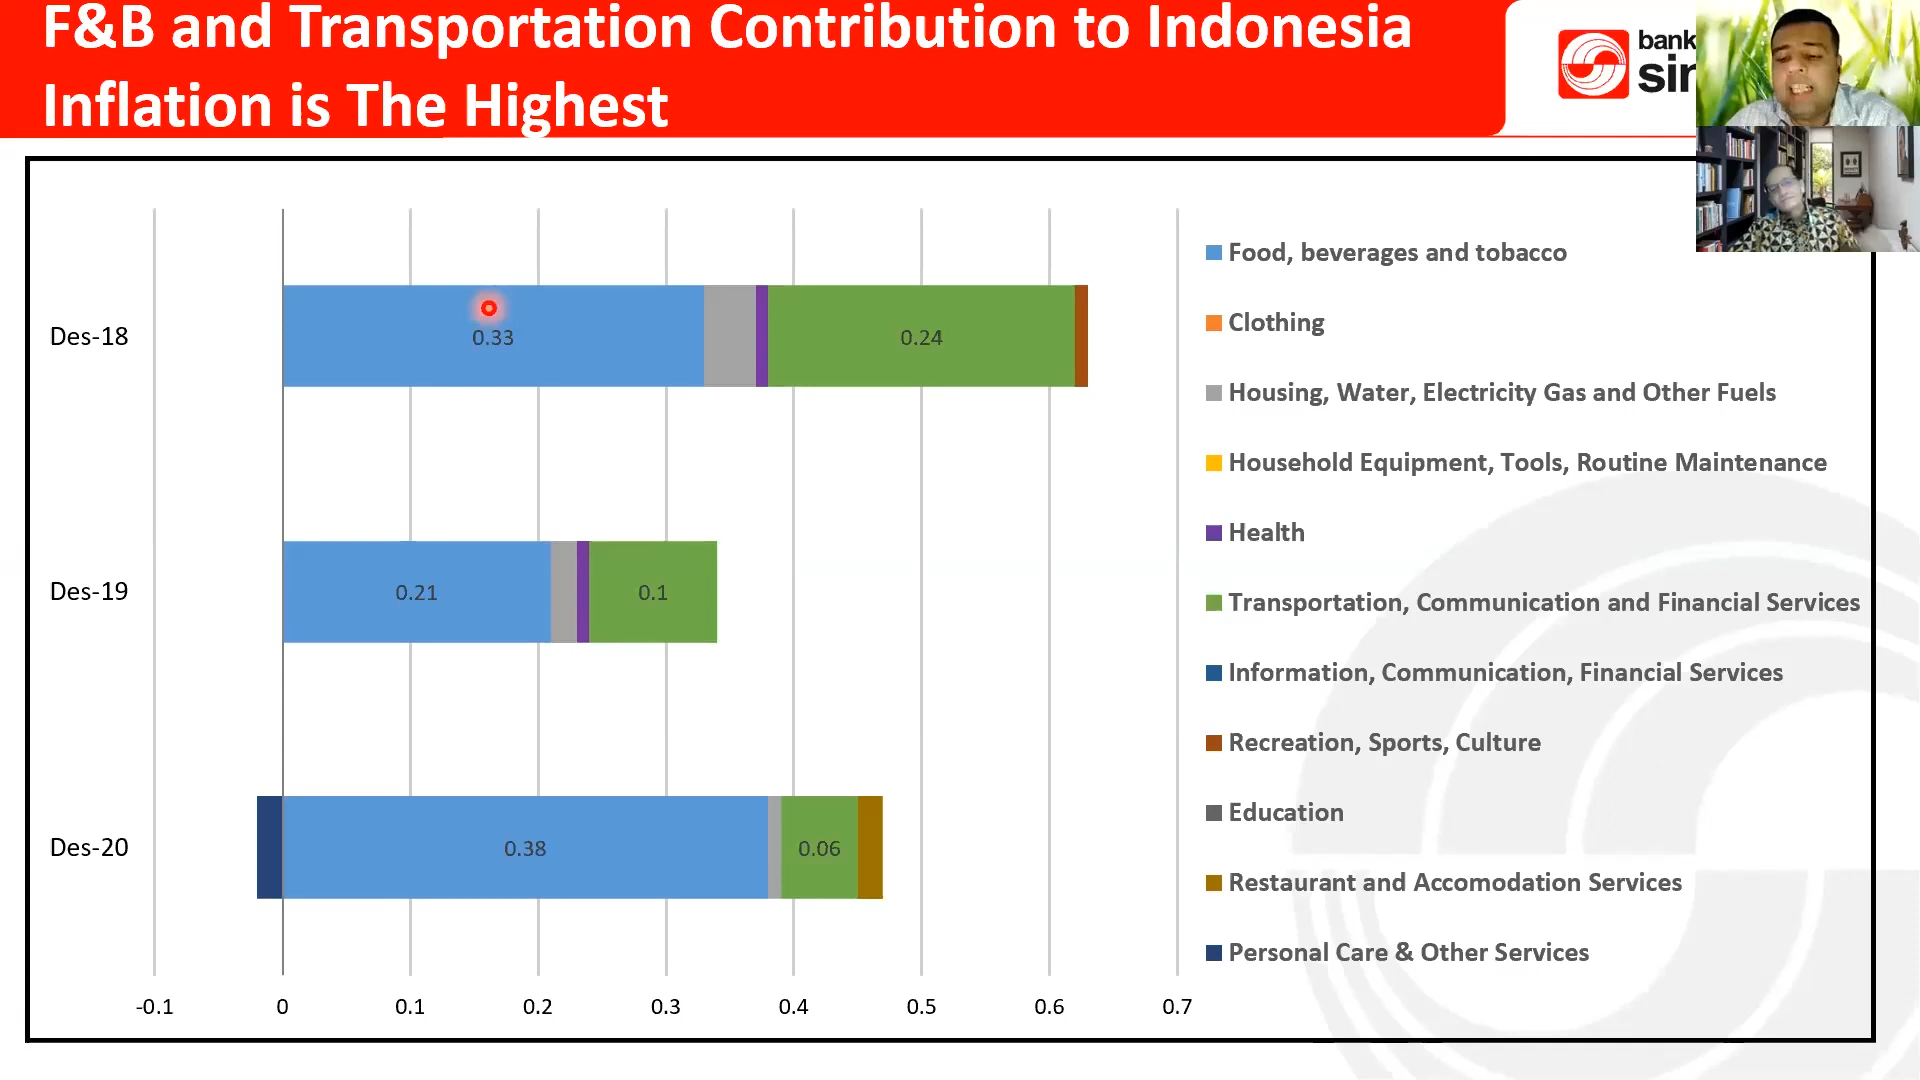 F&B and Transportation Contribution to Indonesia
Inflation is The Highest
bank
Des-18
0.33
0.24
Des-19
0.21
0.1
Des-20
0.38
0.06
-0.1
0
0.1
0.2
0.3
0.4
0.5
0.6
0.7
Food, beverages and tobacco
Clothing
Housing, Water, Electricity Gas and Other Fuels
Household Equipment, Tools, Routine Maintenance
Health
Transportation, Communication and Financial Services
Information, Communication, Financial Services
Recreation, Sports, Culture
Education
Restaurant and Accomodation Services
Personal Care & Other Services